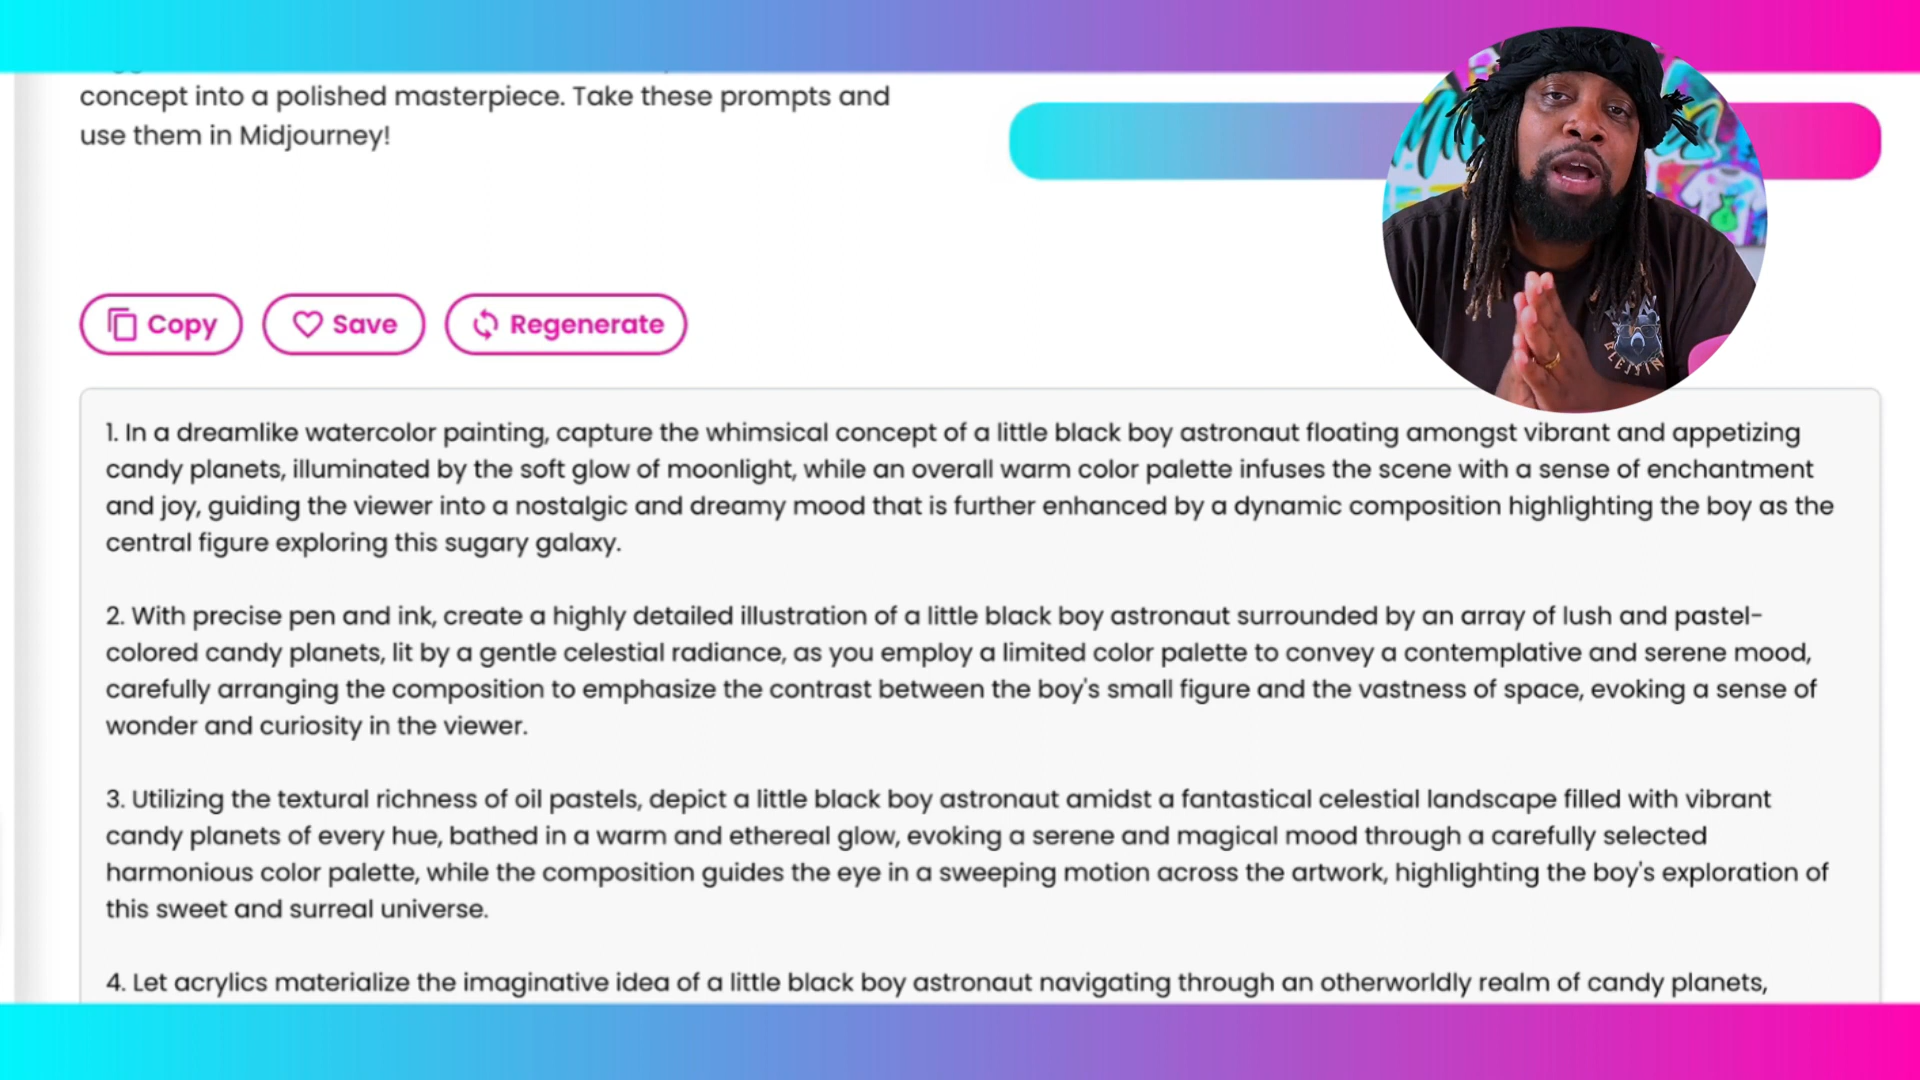 concept into a polished masterpiece. Take these prompts and
use them in Midjourney!
Copy
Save
Regenerate
1. In a dreamlike watercolor painting, capture the whimsical concept of a little black boy astronaut floating amongst vibrant and appetizing
candy planets, illuminated by the soft glow of moonlight, while an overall warm color palette infuses the scene with a sense of enchantment
and joy, guiding the viewer into a nostalgic and dreamy mood that is further enhanced by a dynamic composition highlighting the boy as the
central figure exploring this sugary galaxy.
2. With precise pen and ink, create a highly detailed illustration of a little black boy astronaut surrounded by an array of lush and pastel-
colored candy planets, lit by a gentle celestial radiance, as you employ a limited color palette to convey a contemplative and serene mood,
carefully arranging the composition to emphasize the contrast between the boy's small figure and the vastness of space, evoking a sense of
wonder and curiosity in the viewer.
3. Utilizing the textural richness of oil pastels, depict a little black boy astronaut amidst a fantastical celestial landscape filled with vibrant
candy planets of every hue, bathed in a warm and ethereal glow, evoking a serene and magical mood through a carefully selected
harmonious color palette, while the composition guides the eye in a sweeping motion across the artwork, highlighting the boy's exploration of
this sweet and surreal universe.
4. Let acrylics materialize the imaginative idea of a little black boy astronaut navigating through an otherworldly realm of candy planets,